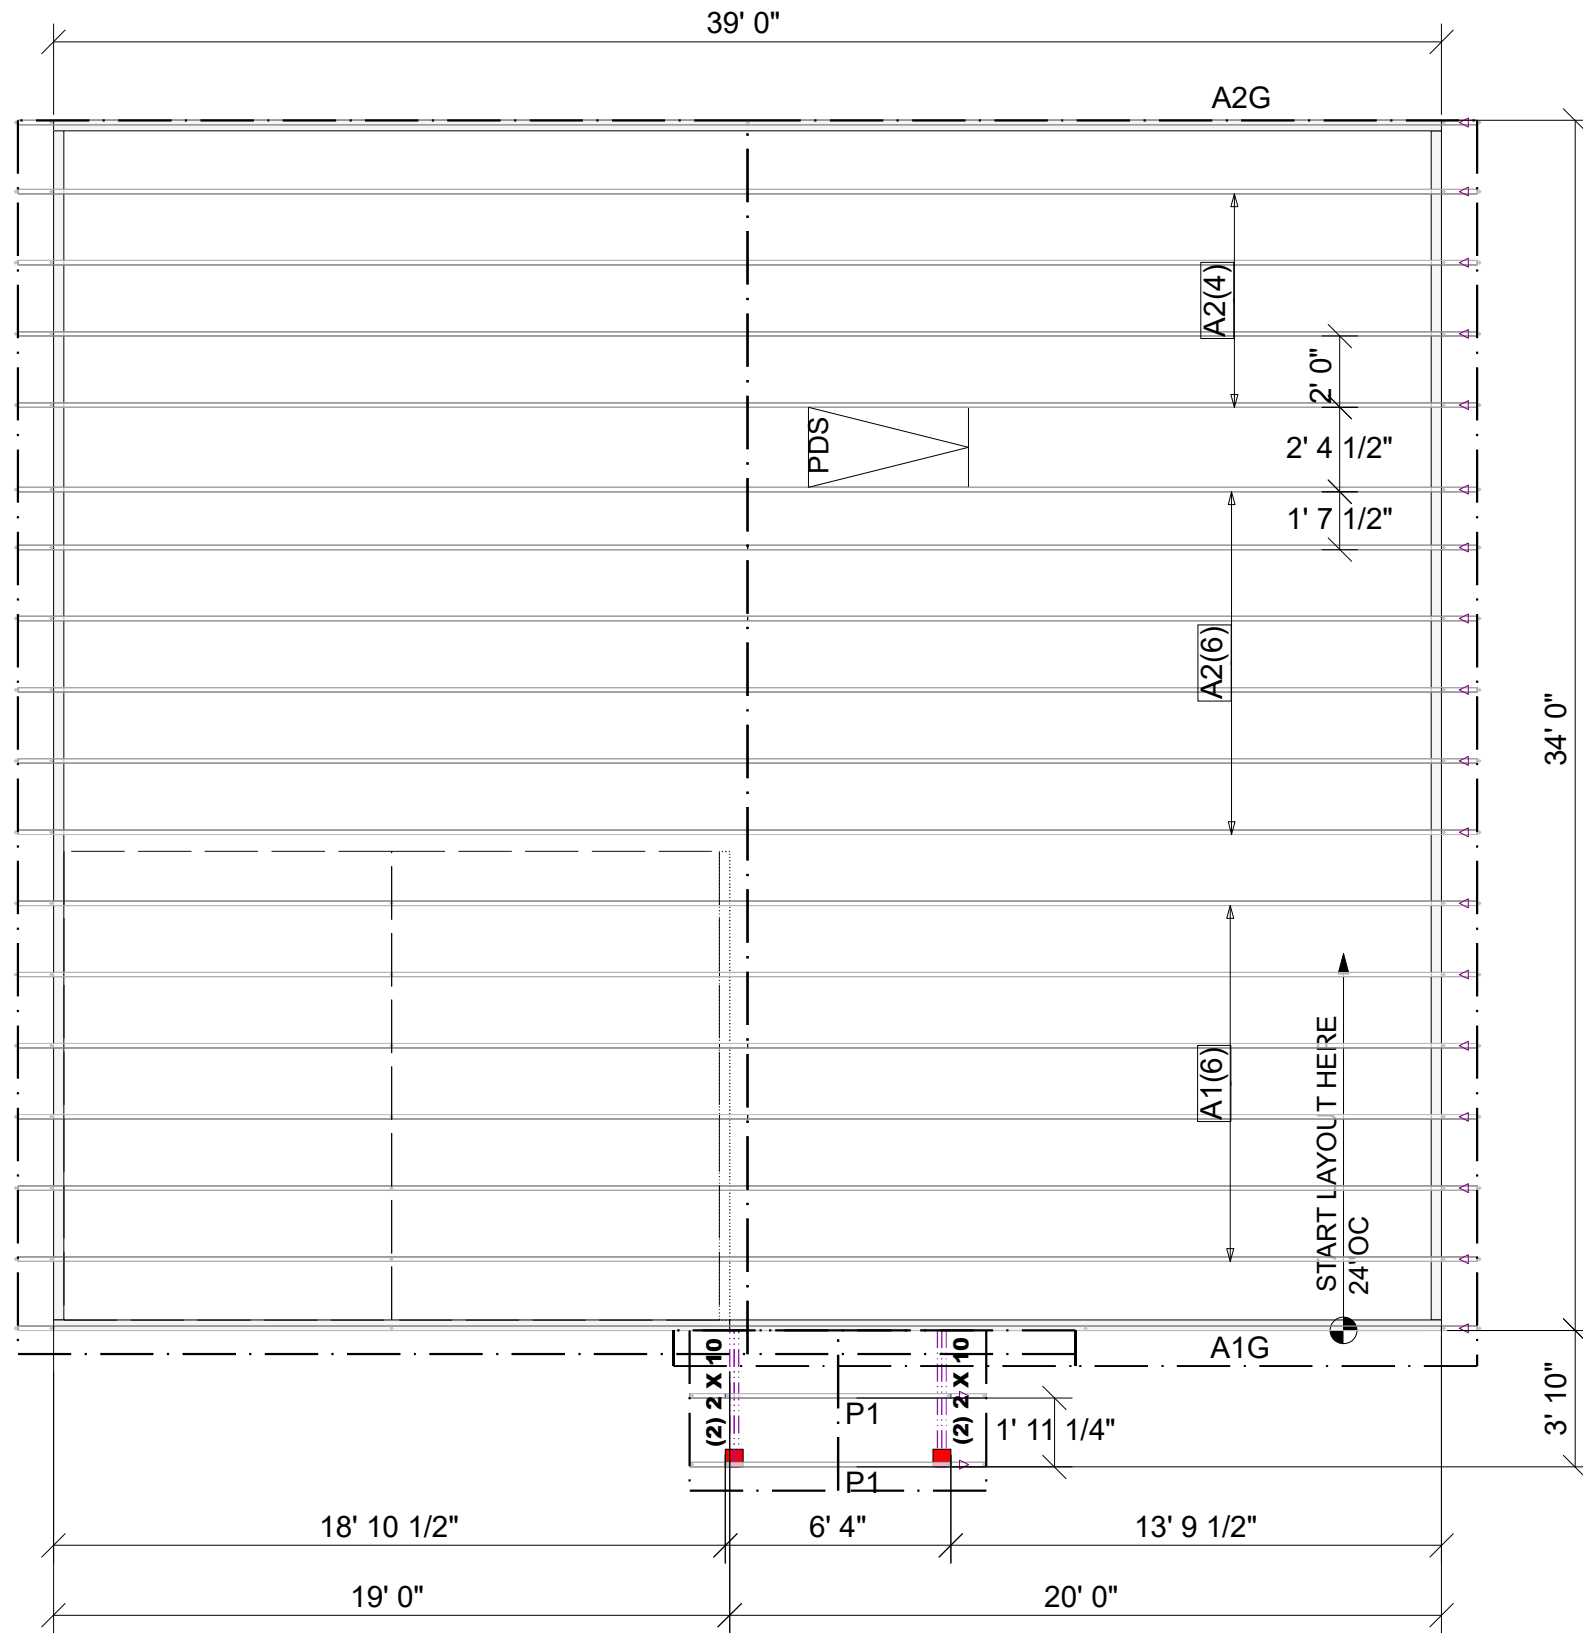 39' 0"
A2G
A2(4)
2' 0"
PDS
2' 4 1/2"
1' 7 1/2"
A2(6)
34' 0"
A1(6)
START LAYOUT HERE
24"OC
A1G
(2) 2 X 10
(2) 2 X 10
P1
1' 11 1/4"
3' 10"
P1
18' 10 1/2"
6' 4"
13' 9 1/2"
19' 0"
20' 0"